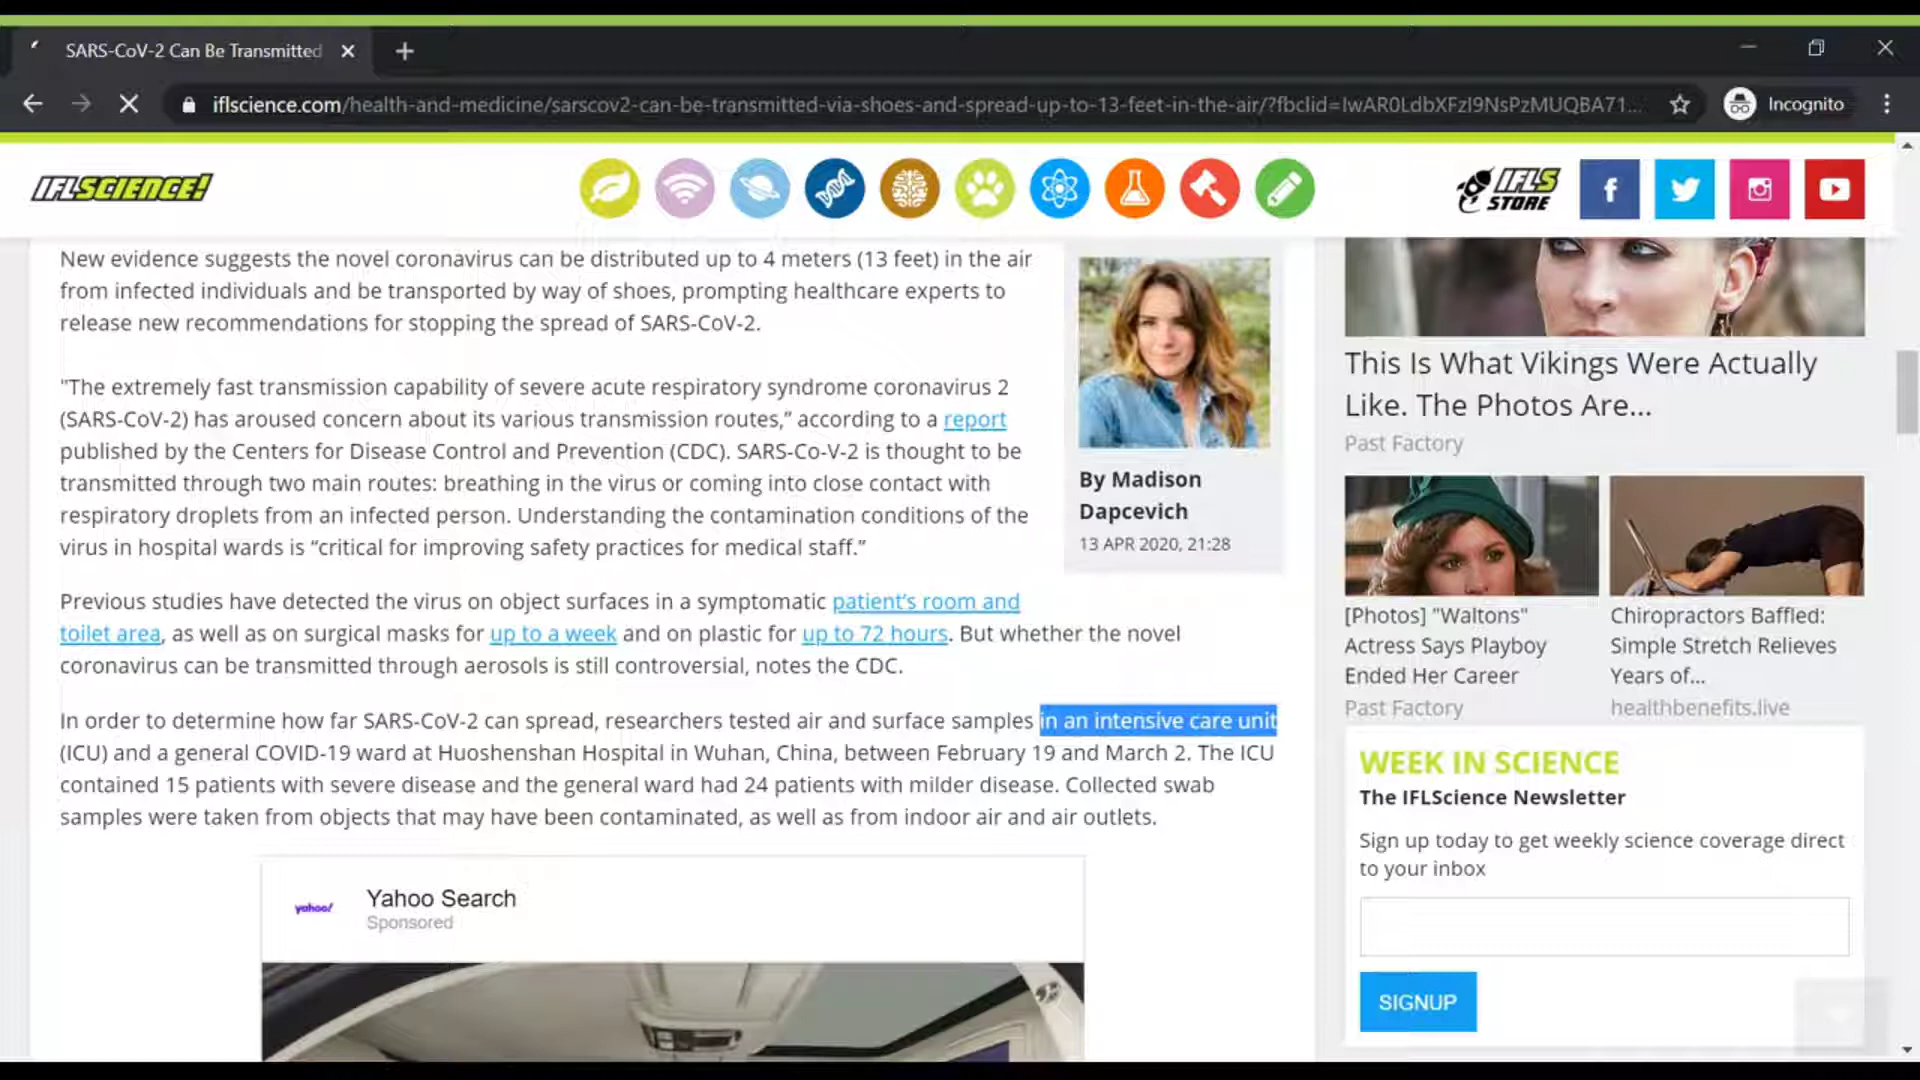 SARS-CoV-2 Can Be Transmitted
iflscience.com/health-and-medicine/sarscov2-can-be-transmitted-via-shoes-and-spread-up-to-13-feet-in-the-air/?fbclid=IwAR0LdbXFzI9NsPzMUQBA71...
Incognito
IFLSCIENCE!
IFLS
STORE
New evidence suggests the novel coronavirus can be distributed up to 4 meters (13 feet) in the air
from infected individuals and be transported by way of shoes, prompting healthcare experts to
release new recommendations for stopping the spread of SARS-CoV-2.
"The extremely fast transmission capability of severe acute respiratory syndrome coronavirus 2
(SARS-CoV-2) has aroused concern about its various transmission routes,” according to a report
published by the Centers for Disease Control and Prevention (CDC). SARS-Co-V-2 is thought to be
transmitted through two main routes: breathing in the virus or coming into close contact with
respiratory droplets from an infected person. Understanding the contamination conditions of the
virus in hospital wards is “critical for improving safety practices for medical staff.”
By Madison
Dapcevich
13 APR 2020, 21:28
Previous studies have detected the virus on object surfaces in a symptomatic patient’s room and
toilet area, as well as on surgical masks for up to a week and on plastic for up to 72 hours. But whether the novel
coronavirus can be transmitted through aerosols is still controversial, notes the CDC.
In order to determine how far SARS-CoV-2 can spread, researchers tested air and surface samples in an intensive care unit
(ICU) and a general COVID-19 ward at Huoshenshan Hospital in Wuhan, China, between February 19 and March 2. The ICU
contained 15 patients with severe disease and the general ward had 24 patients with milder disease. Collected swab
samples were taken from objects that may have been contaminated, as well as from indoor air and air outlets.
yahoo!
Yahoo Search
Sponsored
This Is What Vikings Were Actually
Like. The Photos Are...
Past Factory
[Photos] "Waltons"
Actress Says Playboy
Ended Her Career
Past Factory
Chiropractors Baffled:
Simple Stretch Relieves
Years of...
healthbenefits.live
WEEK IN SCIENCE
The IFLScience Newsletter
Sign up today to get weekly science coverage direct
to your inbox
SIGNUP